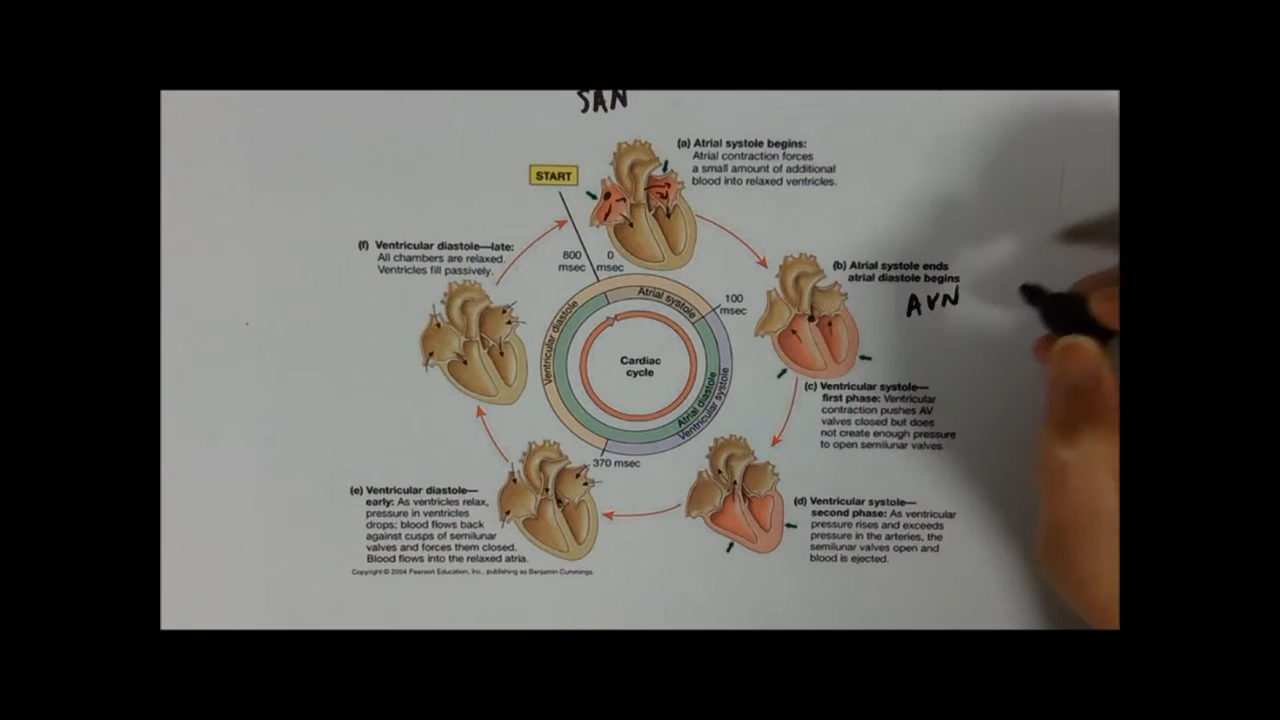 SAN
(a) Atrial systole begins:
Atrial contraction forces
a small amount of additional
blood into relaxed ventricles.
START
(f) Ventricular diastole—late:
All chambers are relaxed.
Ventricles fill passively.
800
msec
0
msec
(b) Atrial systole ends
atrial diastole begins
AVN
100
msec
Atrial systole
Ventricular diastole
Cardiac
cycle
Atrial diastole
Ventricular systole
(c) Ventricular systole—
first phase: Ventricular
contraction pushes AV
valves closed but does
not create enough pressure
to open semilunar valves.
370 msec
(e) Ventricular diastole—
early: As ventricles relax,
pressure in ventricles
drops; blood flows back
against cusps of semilunar
valves and forces them closed.
Blood flows into the relaxed atria.
(d) Ventricular systole—
second phase: As ventricular
pressure rises and exceeds
pressure in the arteries, the
semilunar valves open and
blood is ejected.
Copyright © 2004 Pearson Education, Inc., publishing as Benjamin Cummings.